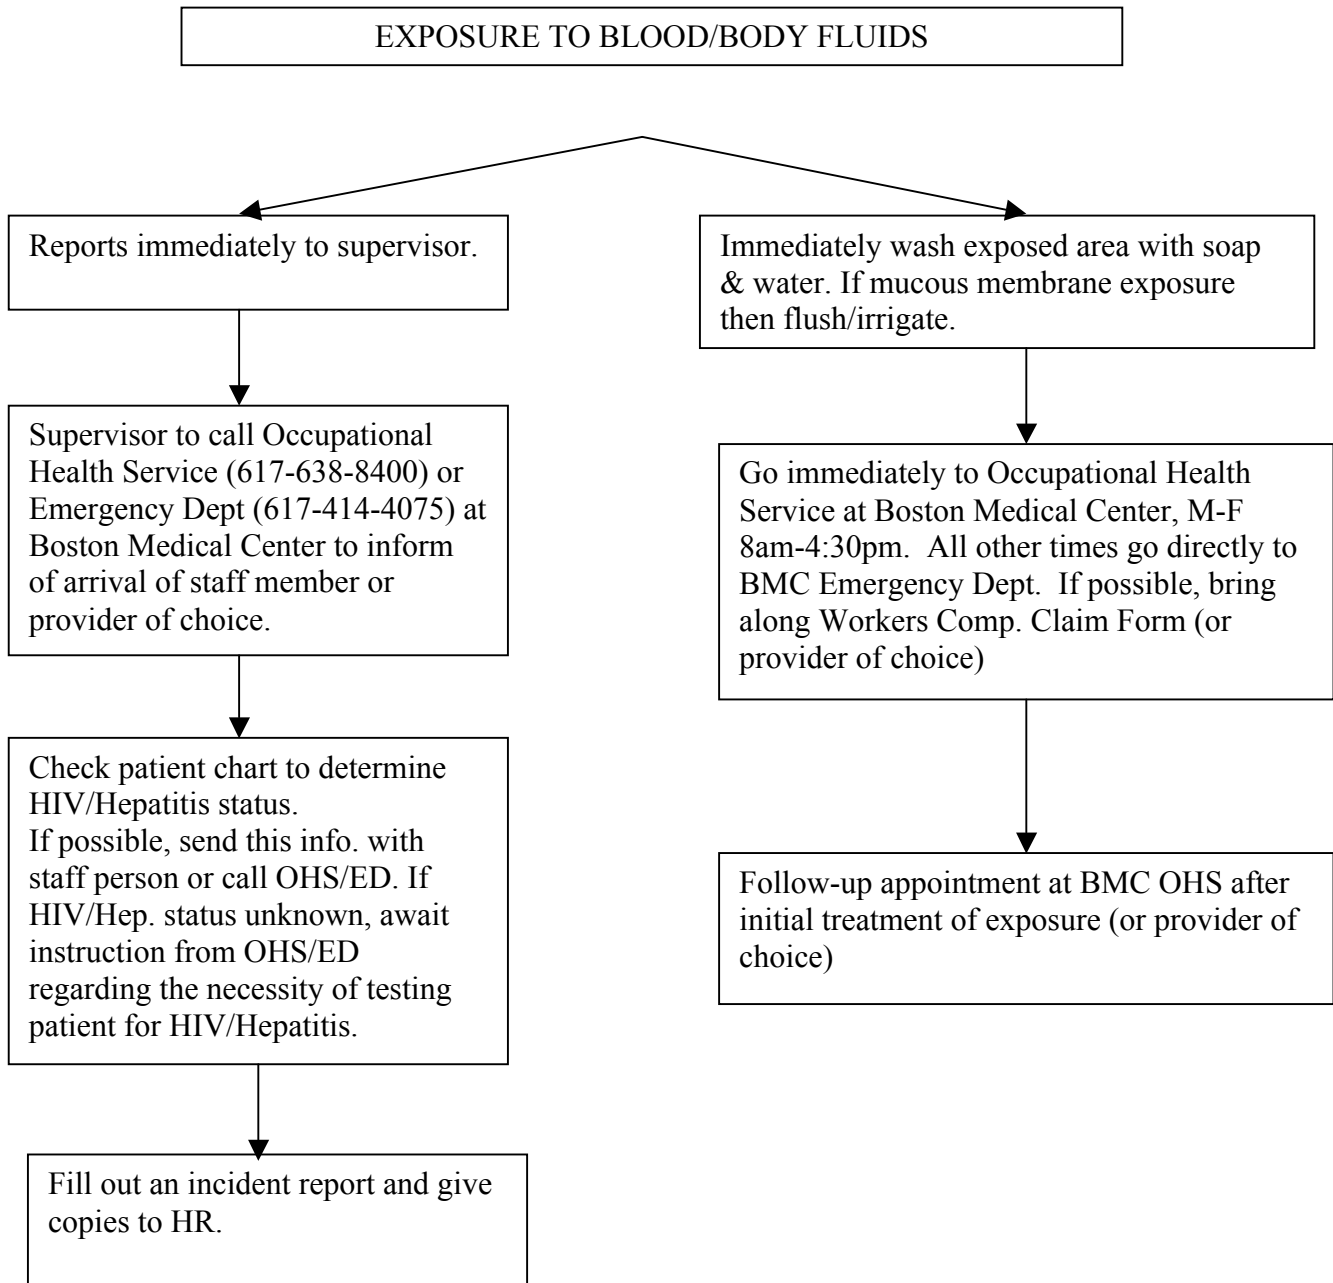 EXPOSURE TO BLOOD/BODY FLUIDS
Reports immediately to supervisor.
Supervisor to call Occupational
Health Service (617-638-8400) or
Emergency Dept (617-414-4075) at
Boston Medical Center to inform
of arrival of staff member or
provider of choice.
Check patient chart to determine
HIV/Hepatitis status.
If possible, send this info. with
staff person or call OHS/ED. If
HIV/Hep. status unknown, await
instruction from OHS/ED
regarding the necessity of testing
patient for HIV/Hepatitis.
Fill out an incident report and give
copies to HR.
Immediately wash exposed area with soap
& water. If mucous membrane exposure
then flush/irrigate.
Go immediately to Occupational Health
Service at Boston Medical Center, M-F
8am-4:30pm.  All other times go directly to
BMC Emergency Dept.  If possible, bring
along Workers Comp. Claim Form (or
provider of choice)
Follow-up appointment at BMC OHS after
initial treatment of exposure (or provider of
choice)